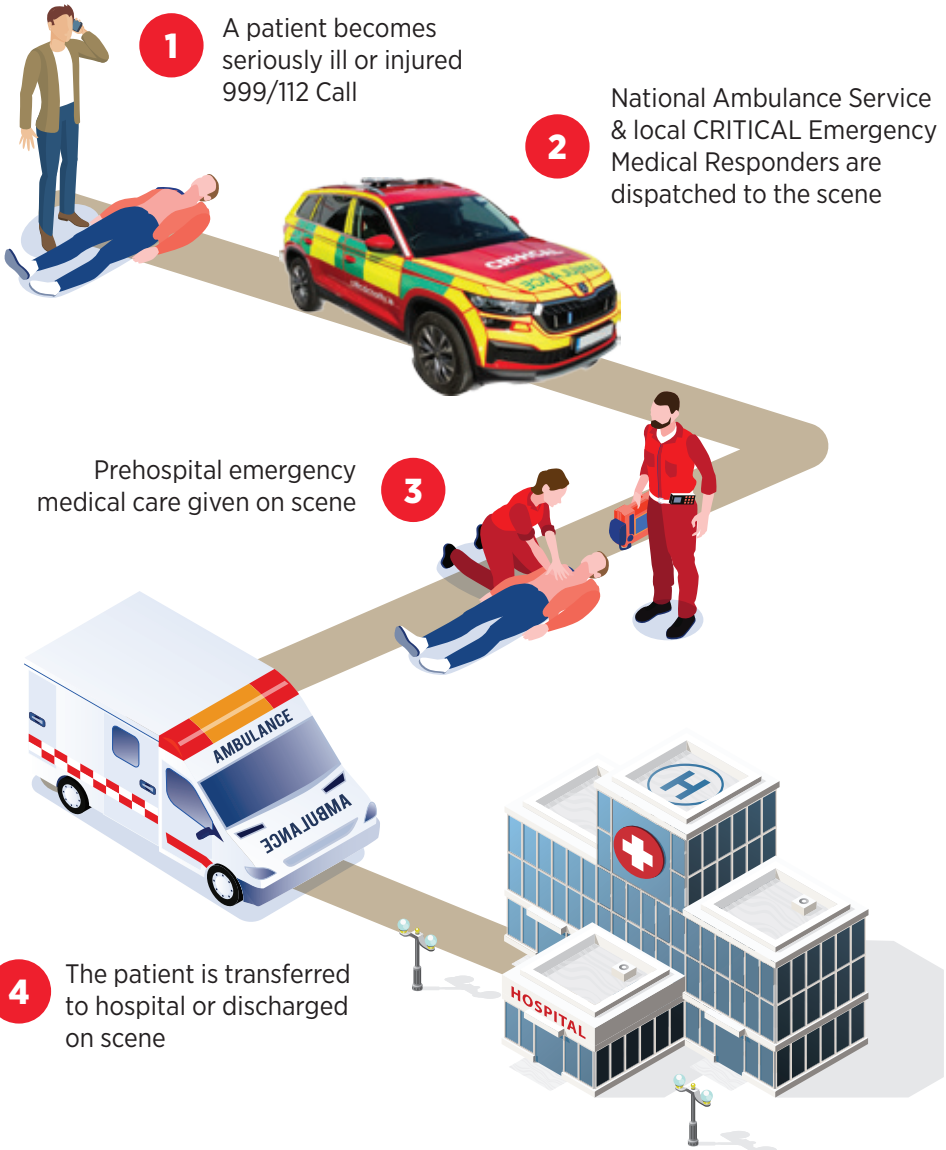 1
A patient becomes
seriously ill or injured
999/112 Call
2
National Ambulance Service
& local CRITICAL Emergency
Medical Responders are
dispatched to the scene
CRITICAL
AMBULANCE
3
Prehospital emergency
medical care given on scene
AMBULANCE
AMBULANCE
H
HOSPITAL
4
The patient is transferred
to hospital or discharged
on scene